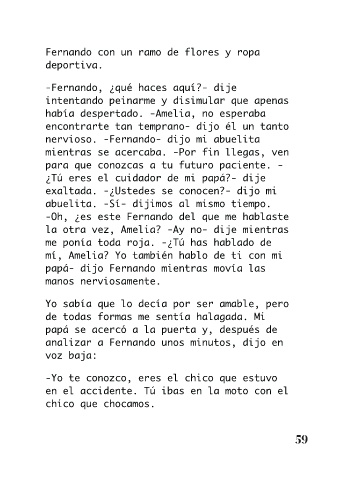 Fernando con un ramo de flores y ropa
deportiva.
-Fernando, ¿qué haces aquí?- dije
intentando peinarme y disimular que apenas
había despertado. -Amelia, no esperaba
encontrarte tan temprano- dijo él un tanto
nervioso. -Fernando- dijo mi abuelita
mientras se acercaba. -Por fin llegas, ven
para que conozcas a tu futuro paciente. -
¿Tú eres el cuidador de mi papá?- dije
exaltada. -¿Ustedes se conocen?- dijo mi
abuelita. -Sí- dijimos al mismo tiempo.
-Oh, ¿es este Fernando del que me hablaste
la otra vez, Amelia? -Ay no- dije mientras
me ponía toda roja. -¿Tú has hablado de
mí, Amelia? Yo también hablo de ti con mi
papá- dijo Fernando mientras movía las
manos nerviosamente.
Yo sabía que lo decía por ser amable, pero
de todas formas me sentía halagada. Mi
papá se acercó a la puerta y, después de
analizar a Fernando unos minutos, dijo en
voz baja:
-Yo te conozco, eres el chico que estuvo
en el accidente. Tú ibas en la moto con el
chico que chocamos.
59